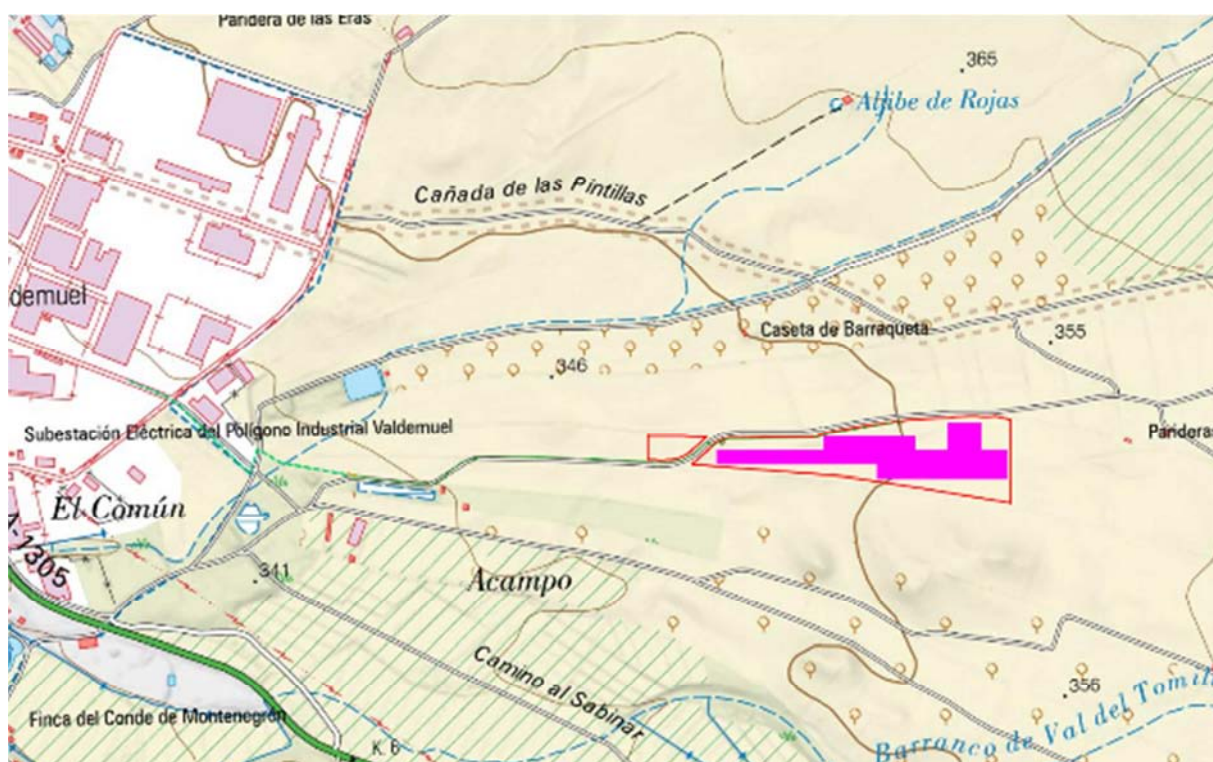 Paridera de las Eras
365
Aljibe de Rojas
Cañada de las Pintillas
demuel
Caseta de Barraqueta
355
346
Subestación Eléctrica del Polígono Industrial Valdemuel
Parideras
El Común
-1305
341
Acampo
Camino al Sabinar
356
Barranco de Val del Tomil
Finca del Conde de Montenegrón
K. 6